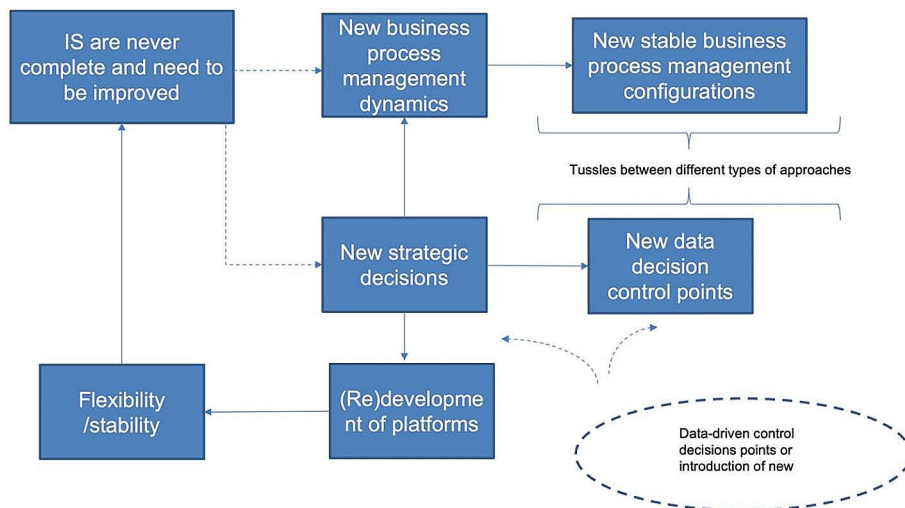 IS are never
complete and need to
be improved
New business
process
management
dynamics
New stable business
process management
configurations
Tussles between different types of approaches
New strategic
decisions
New data
decision
control points
Flexibility
/stability
(Re)developme
nt of platforms
Data-driven control
decisions points or
introduction of new